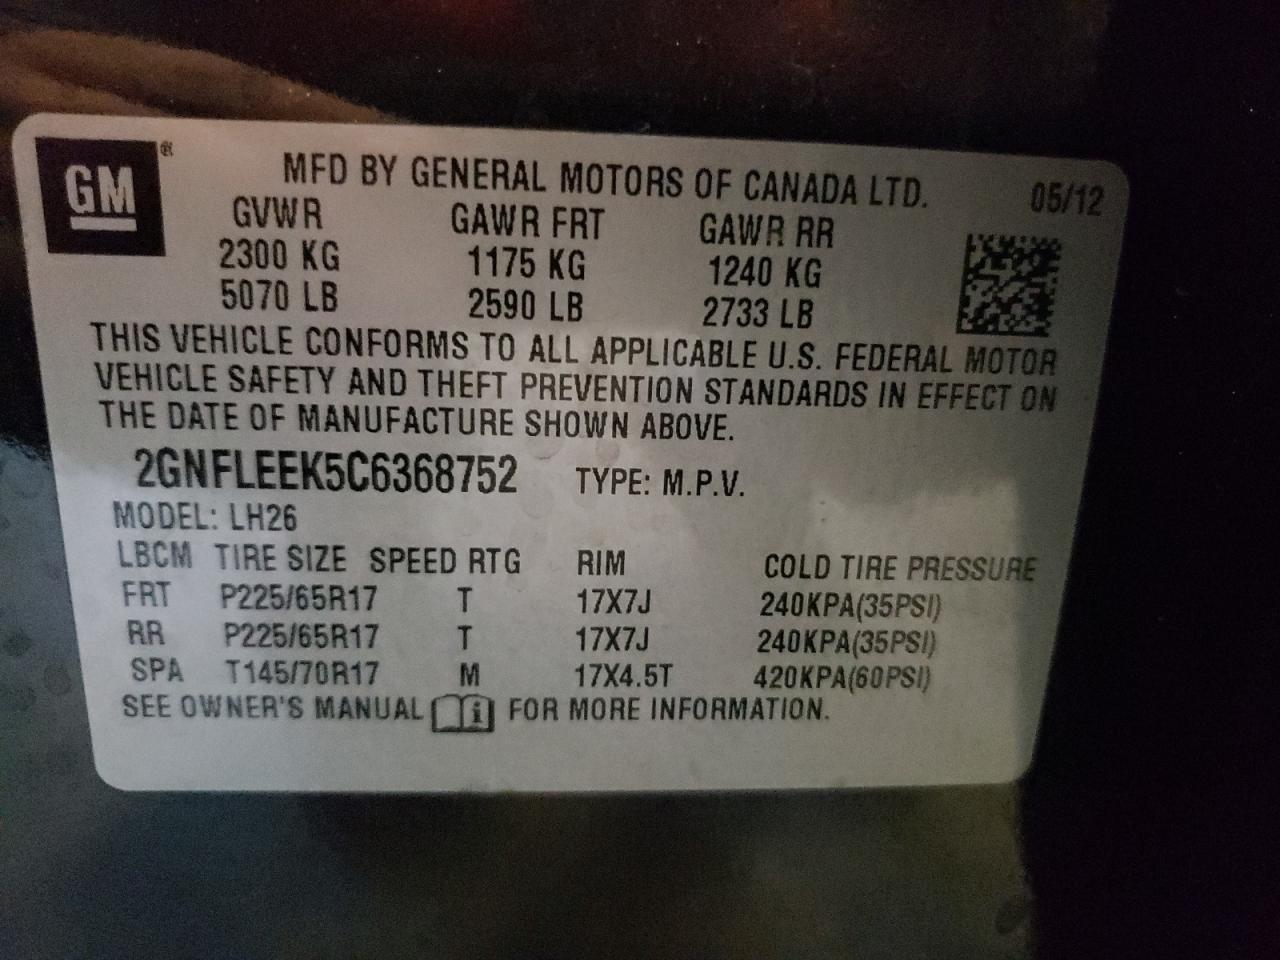 GM ®
MFD BY GENERAL MOTORS OF CANADA LTD. 05/12
GVWR GAWR FRT GAWR RR
2300 KG 1175 KG 1240 KG
5070 LB 2590 LB 2733 LB
THIS VEHICLE CONFORMS TO ALL APPLICABLE U.S. FEDERAL MOTOR
VEHICLE SAFETY AND THEFT PREVENTION STANDARDS IN EFFECT ON
THE DATE OF MANUFACTURE SHOWN ABOVE.
2GNFLEEK5C6368752 TYPE: M.P.V.
MODEL: LH26
LBCM TIRE SIZE SPEED RTG RIM COLD TIRE PRESSURE
FRT P225/65R17 T 17X7J 240KPA(35PSI)
RR P225/65R17 T 17X7J 240KPA(35PSI)
SPA T145/70R17 M 17X4.5T 420KPA(60PSI)
SEE OWNER'S MANUAL i FOR MORE INFORMATION.